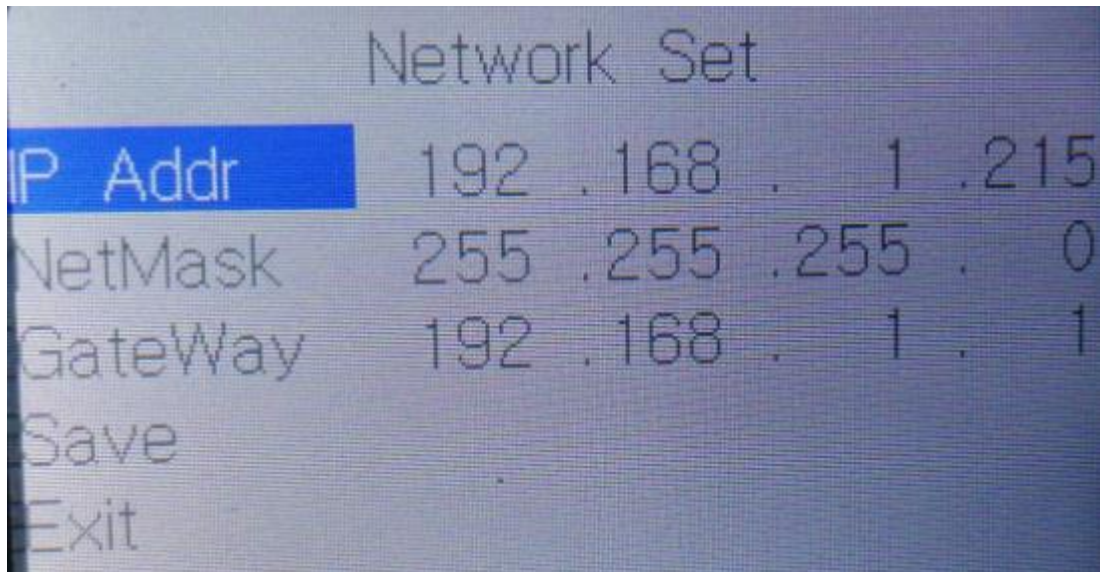 Network Set
IP Addr 192 .168 . 1 .215
NetMask 255 .255 .255 . 0
GateWay 192 .168 . 1 . 1
Save
Exit